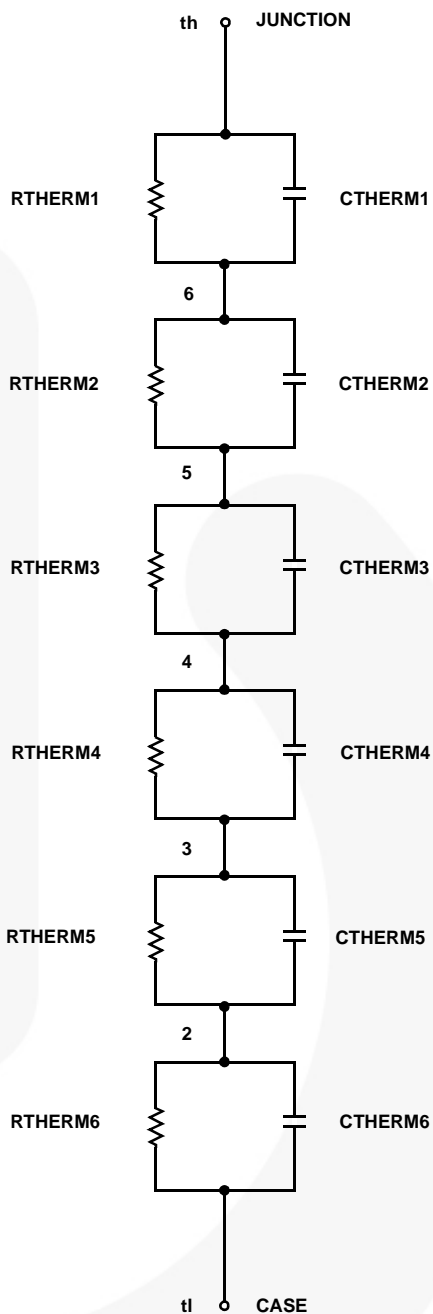 th JUNCTION
RTHERM1 CTHERM1
6
RTHERM2 CTHERM2
5
RTHERM3 CTHERM3
4
RTHERM4 CTHERM4
3
RTHERM5 CTHERM5
2
RTHERM6 CTHERM6
tl CASE